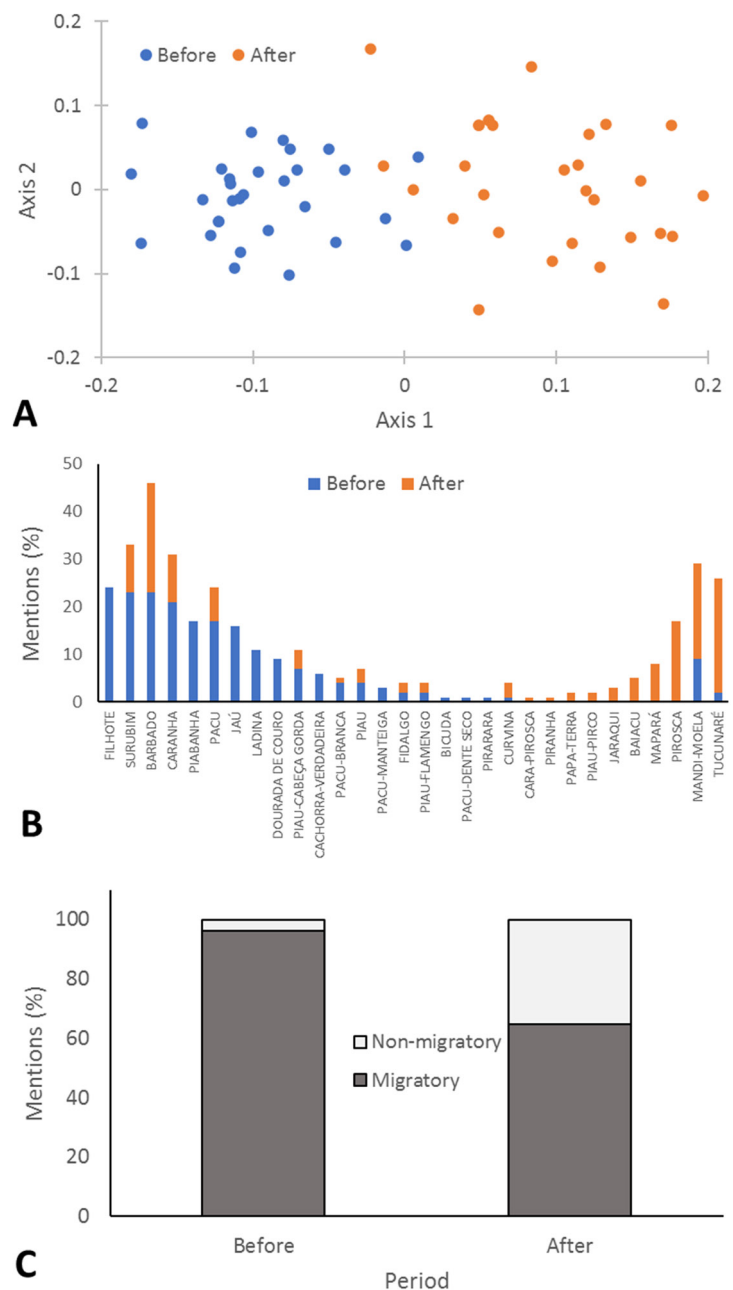 0.2
Before After
0.1
Axis 2
0
-0.1
-0.2
-0.2 -0.1 0 0.1 0.2
A
Axis 1
50
Before After
40
Mentions (%)
30
20
10
0
FILHOTE
SURUBIM
BARBADO
CARANHA
PIABANHA
PACU
JAÚ
LADINA
DOURADA DE COURO
PIAU-CABEÇA GORDA
CACHORRA-VERDADEIRA
PACU-BRANCA
PIAU
PACU-MANTEIGA
FIDALGO
PIAU-FLAMENGO
BICUDA
PACU-DENTE SECO
PIRARARA
CURVINA
CARA-PIROSCA
PIRANHA
PAPA-TERRA
PIAU-PIRCO
JARAQUI
BAIACU
MAPARÁ
PIROSCA
MANDI-MOELA
TUCUNARÉ
B
100
80
Mentions (%)
60
Non-migratory
Migratory
40
20
0
Before After
C
Period